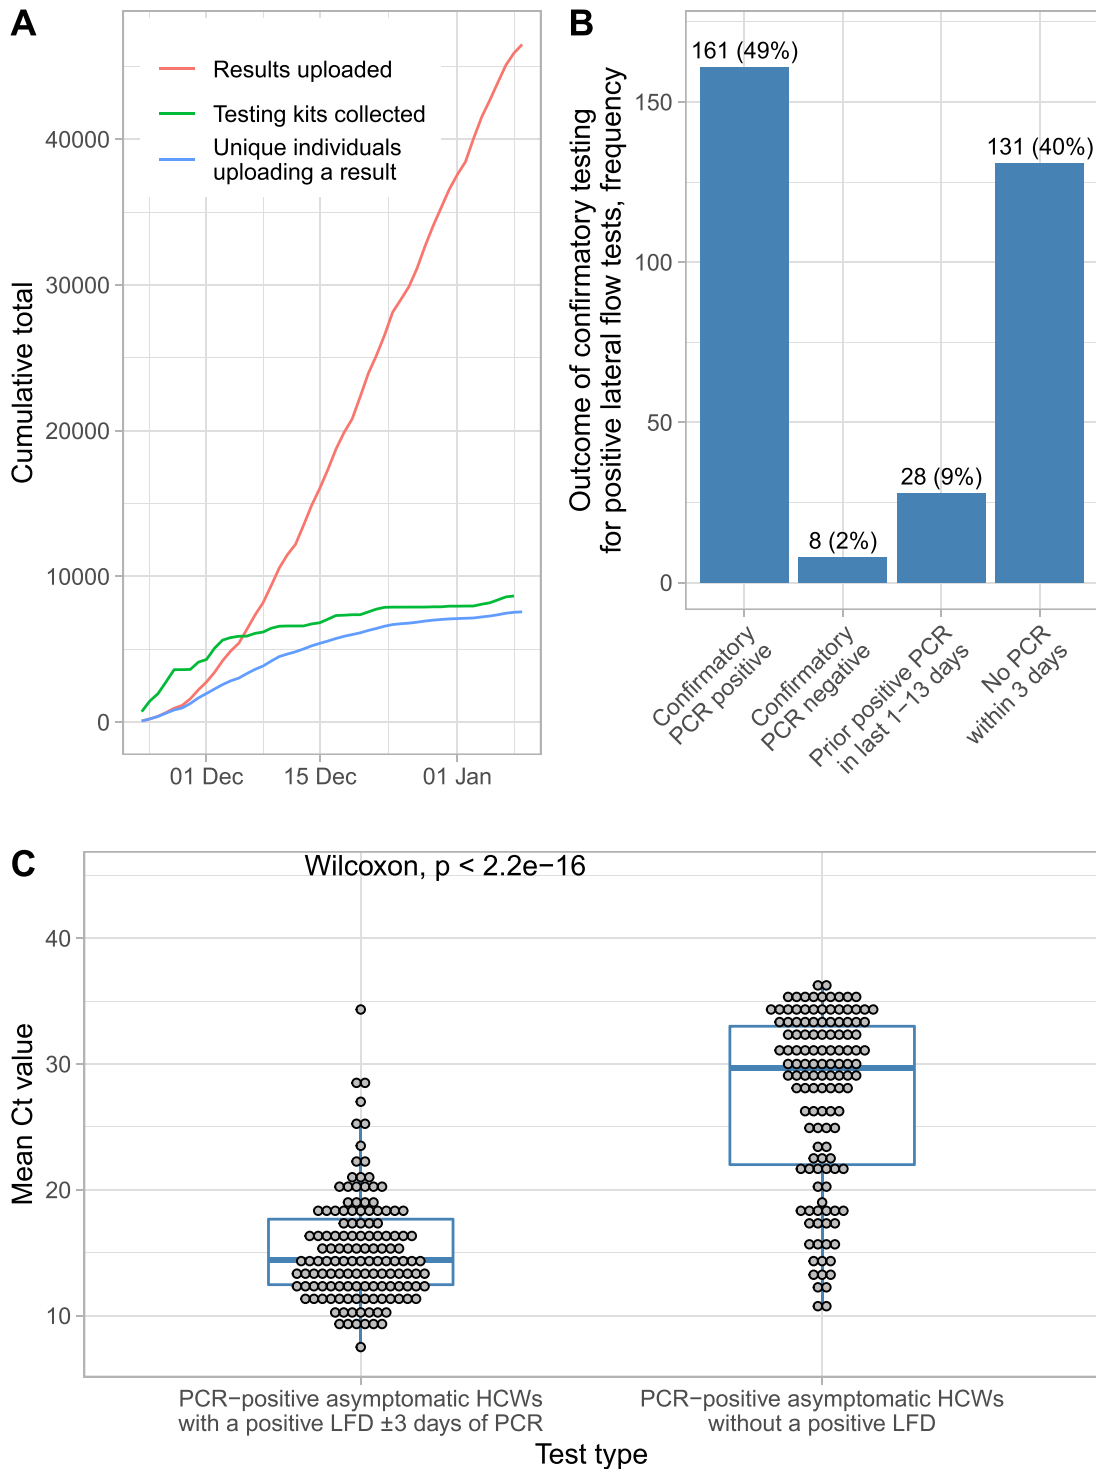 A
Results uploaded
Testing kits collected
Unique individuals
uploading a result
Cumulative total
40000
30000
20000
10000
0
01 Dec
15 Dec
01 Jan
B
Outcome of confirmatory testing
for positive lateral flow tests, frequency
150
100
50
0
161 (49%)
8 (2%)
28 (9%)
131 (40%)
Confirmatory
PCR positive
Confirmatory
PCR negative
Prior positive PCR
in last 1−13 days
No PCR
within 3 days
C
Wilcoxon, p < 2.2e−16
Mean Ct value
40
30
20
10
PCR−positive asymptomatic HCWs
with a positive LFD ±3 days of PCR
PCR−positive asymptomatic HCWs
without a positive LFD
Test type